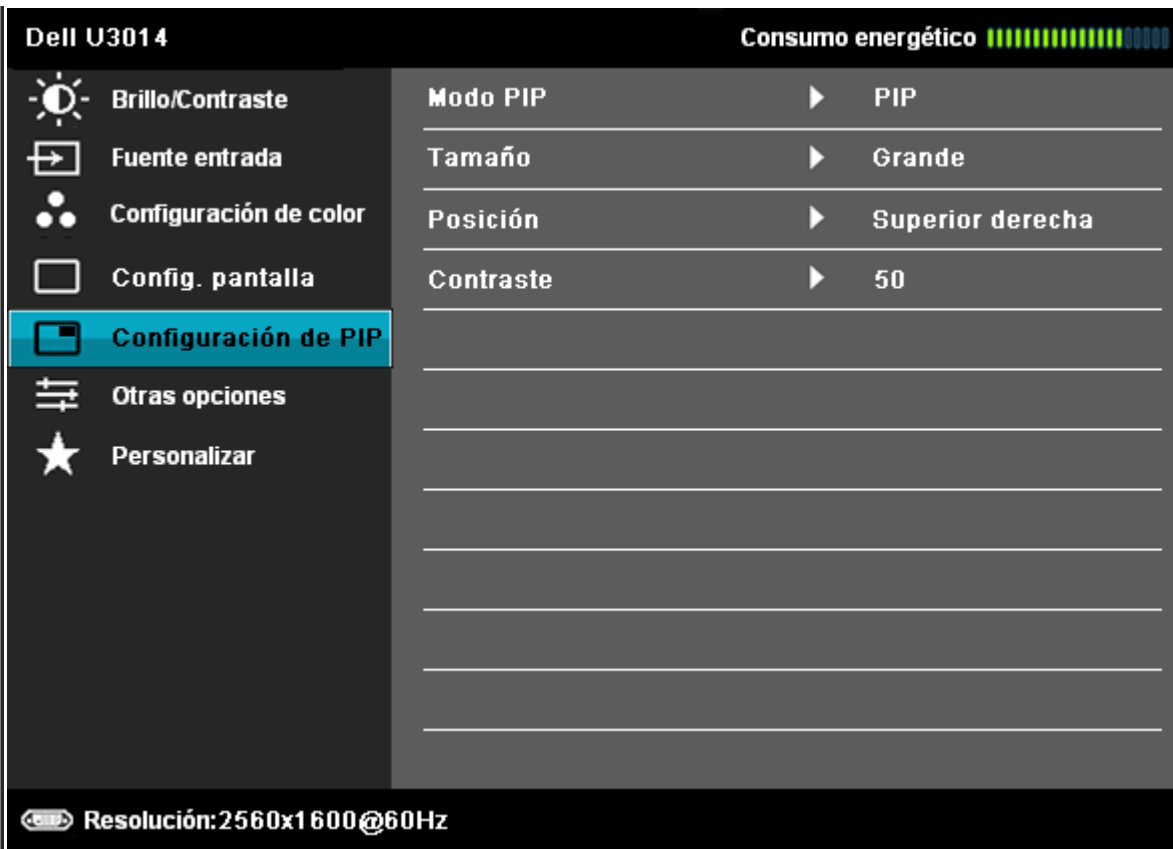 Dell U3014 Consumo energético
Brillo/Contraste
Fuente entrada
Configuración de color
Config. pantalla
Configuración de PIP
Otras opciones
Personalizar
Modo PIP PIP
Tamaño Grande
Posición Superior derecha
Contraste 50
Resolución:2560x1600@60Hz